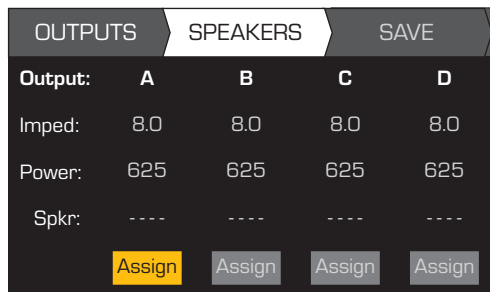 OUTPUTS SPEAKERS SAVE
Output: A B C D
Imped: 8.0 8.0 8.0 8.0
Power: 625 625 625 625
Spkr: ---- ---- ---- ----
Assign Assign Assign Assign